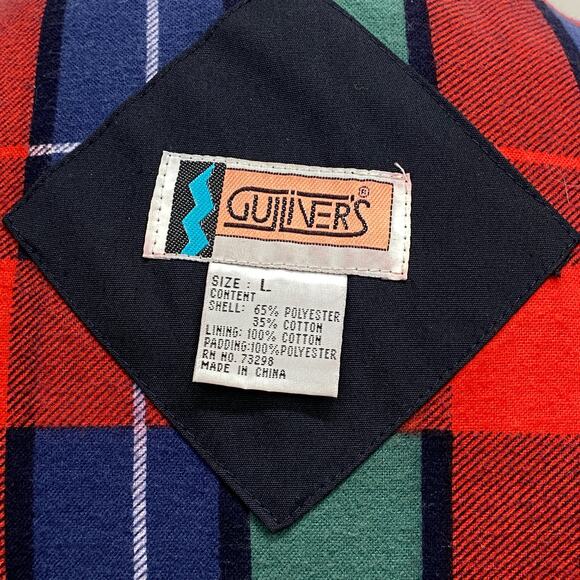 GULLIVER'S®
SIZE : L
CONTENT
SHELL: 65% POLYESTER
35% COTTON
LINING: 100% COTTON
PADDING:100%POLYESTER
RN NO. 73298
MADE IN CHINA